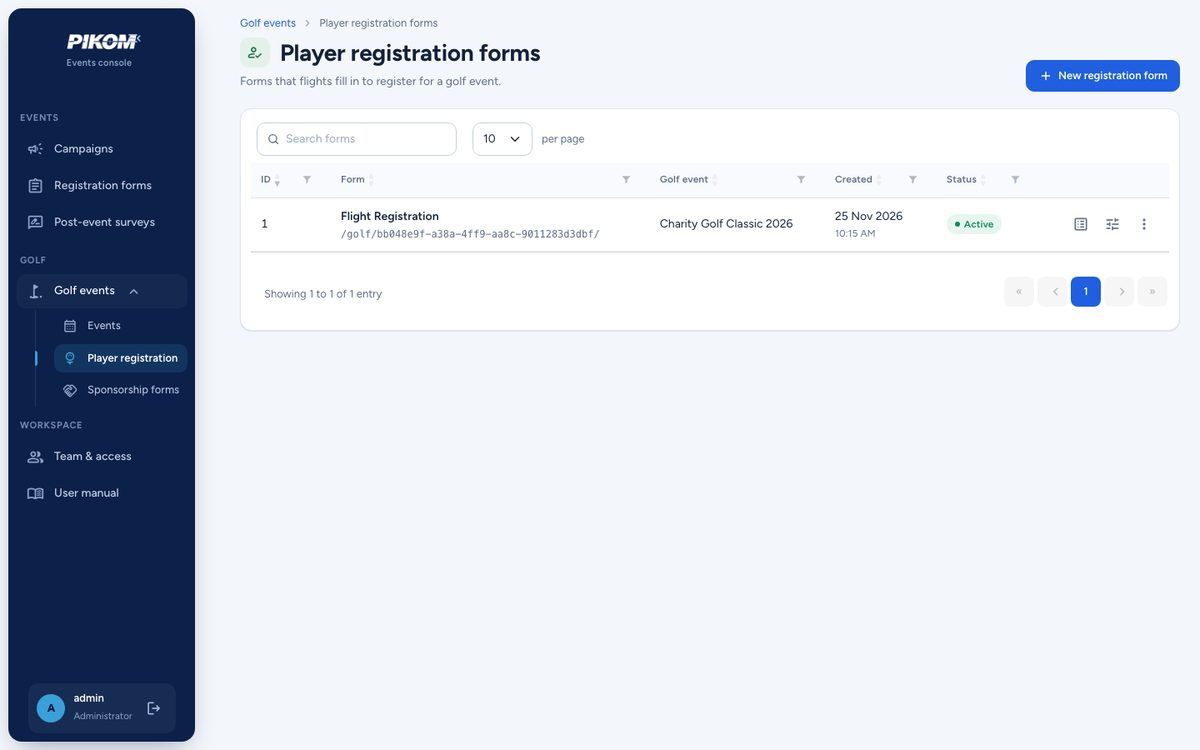 PIKOM
Events console
EVENTS
Campaigns
Registration forms
Post-event surveys
GOLF
Golf events
Events
Player registration
Sponsorship forms
WORKSPACE
Team & access
User manual
A
admin
Administrator
Golf events > Player registration forms
Player registration forms
Forms that flights fill in to register for a golf event.
+ New registration form
Search forms
10
per page
ID Form Golf event Created Status
1 Flight Registration Charity Golf Classic 2026 25 Nov 2026 Active
/golf/bb048e9f-a38a-4ff9-aa8c-9011283d3dbf/ 10:15 AM
Showing 1 to 1 of 1 entry
« ‹ 1 › »